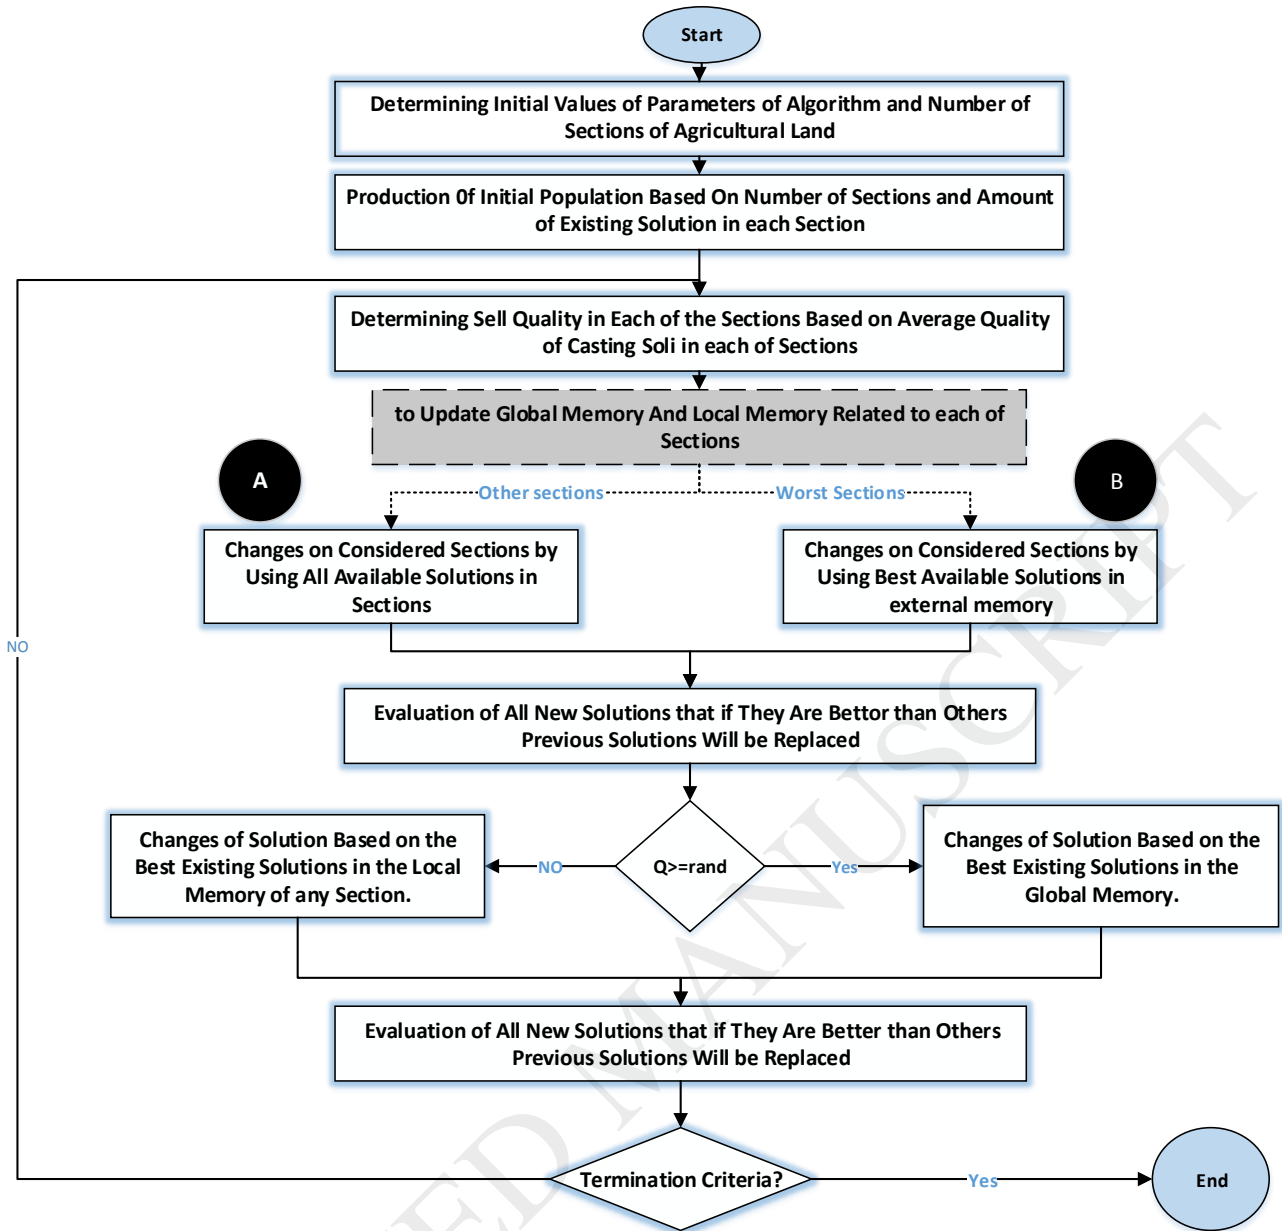 Start
Determining Initial Values of Parameters of Algorithm and Number of
Sections of Agricultural Land
Production 0f Initial Population Based On Number of Sections and Amount
of Existing Solution in each Section
Determining Sell Quality in Each of the Sections Based on Average Quality
of Casting Soli in each of Sections
to Update Global Memory And Local Memory Related to each of
Sections
A
B
Other sections
Worst Sections
Changes on Considered Sections by
Using All Available Solutions in
Sections
Changes on Considered Sections by
Using Best Available Solutions in
external memory
NO
Evaluation of All New Solutions that if They Are Bettor than Others
Previous Solutions Will be Replaced
Changes of Solution Based on the
Best Existing Solutions in the Local
Memory of any Section.
NO
Q>=rand
Yes
Changes of Solution Based on the
Best Existing Solutions in the
Global Memory.
Evaluation of All New Solutions that if They Are Better than Others
Previous Solutions Will be Replaced
Termination Criteria?
Yes
End
TED MANUSCRIPT